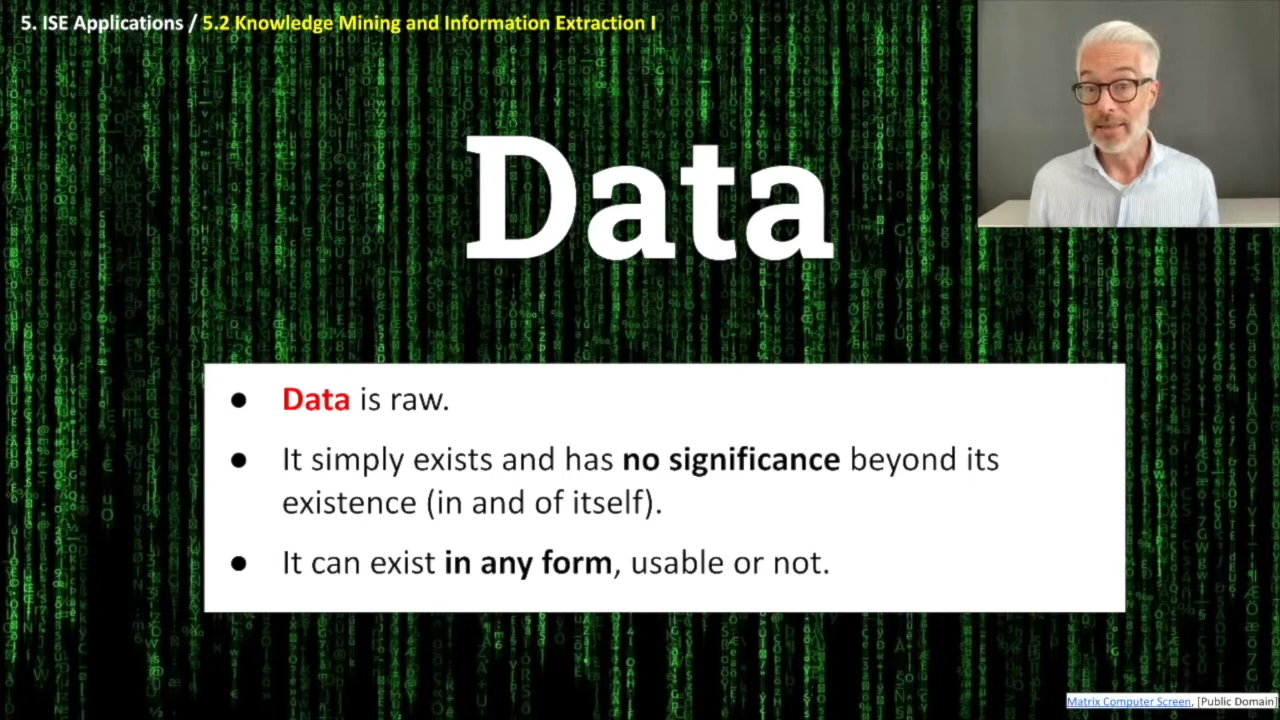 5. ISE Applications / 5.2 Knowledge Mining and Information Extraction I
Data
● Data is raw.
● It simply exists and has no significance beyond its
existence (in and of itself).
● It can exist in any form, usable or not.
Matrix Computer Screen, [Public Domain]